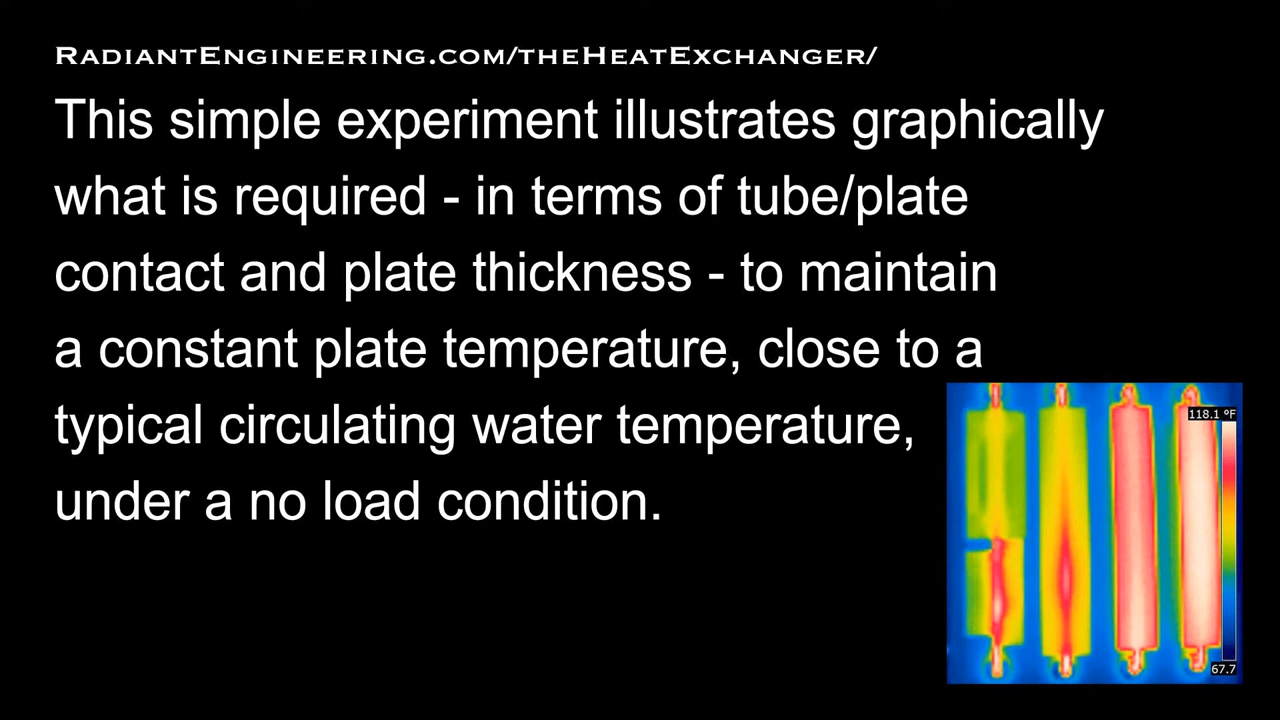 RadiantEngineering.com/theHeatExchanger/
This simple experiment illustrates graphically
what is required - in terms of tube/plate
contact and plate thickness - to maintain
a constant plate temperature, close to a
typical circulating water temperature,
under a no load condition.
118.1 °F
67.7